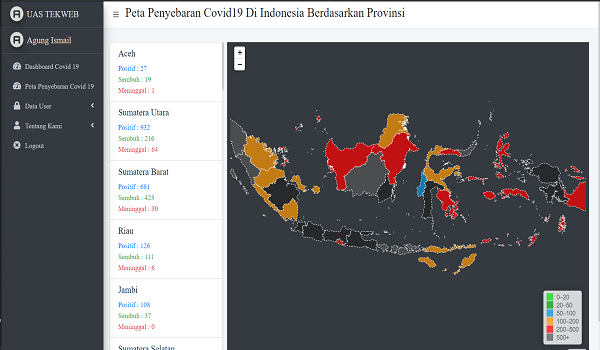 A UAS TEKWEB
A Agung Ismail
Dashboard Covid 19
Peta Penyebaran Covid 19
Data User
Tentang Kami
Logout
Peta Penyebaran Covid19 Di Indonesia Berdasarkan Provinsi
Aceh
Positif : 27
Sembuh : 19
Meninggal : 1
Sumatera Utara
Positif : 932
Sembuh : 216
Meninggal : 64
Sumatera Barat
Positif : 681
Sembuh : 423
Meninggal : 30
Riau
Positif : 126
Sembuh : 111
Meninggal : 6
Jambi
Positif : 108
Sembuh : 37
Meninggal : 0
Sumatera Selatan
+
-
0–20
20–50
50–100
100–200
200–500
500+